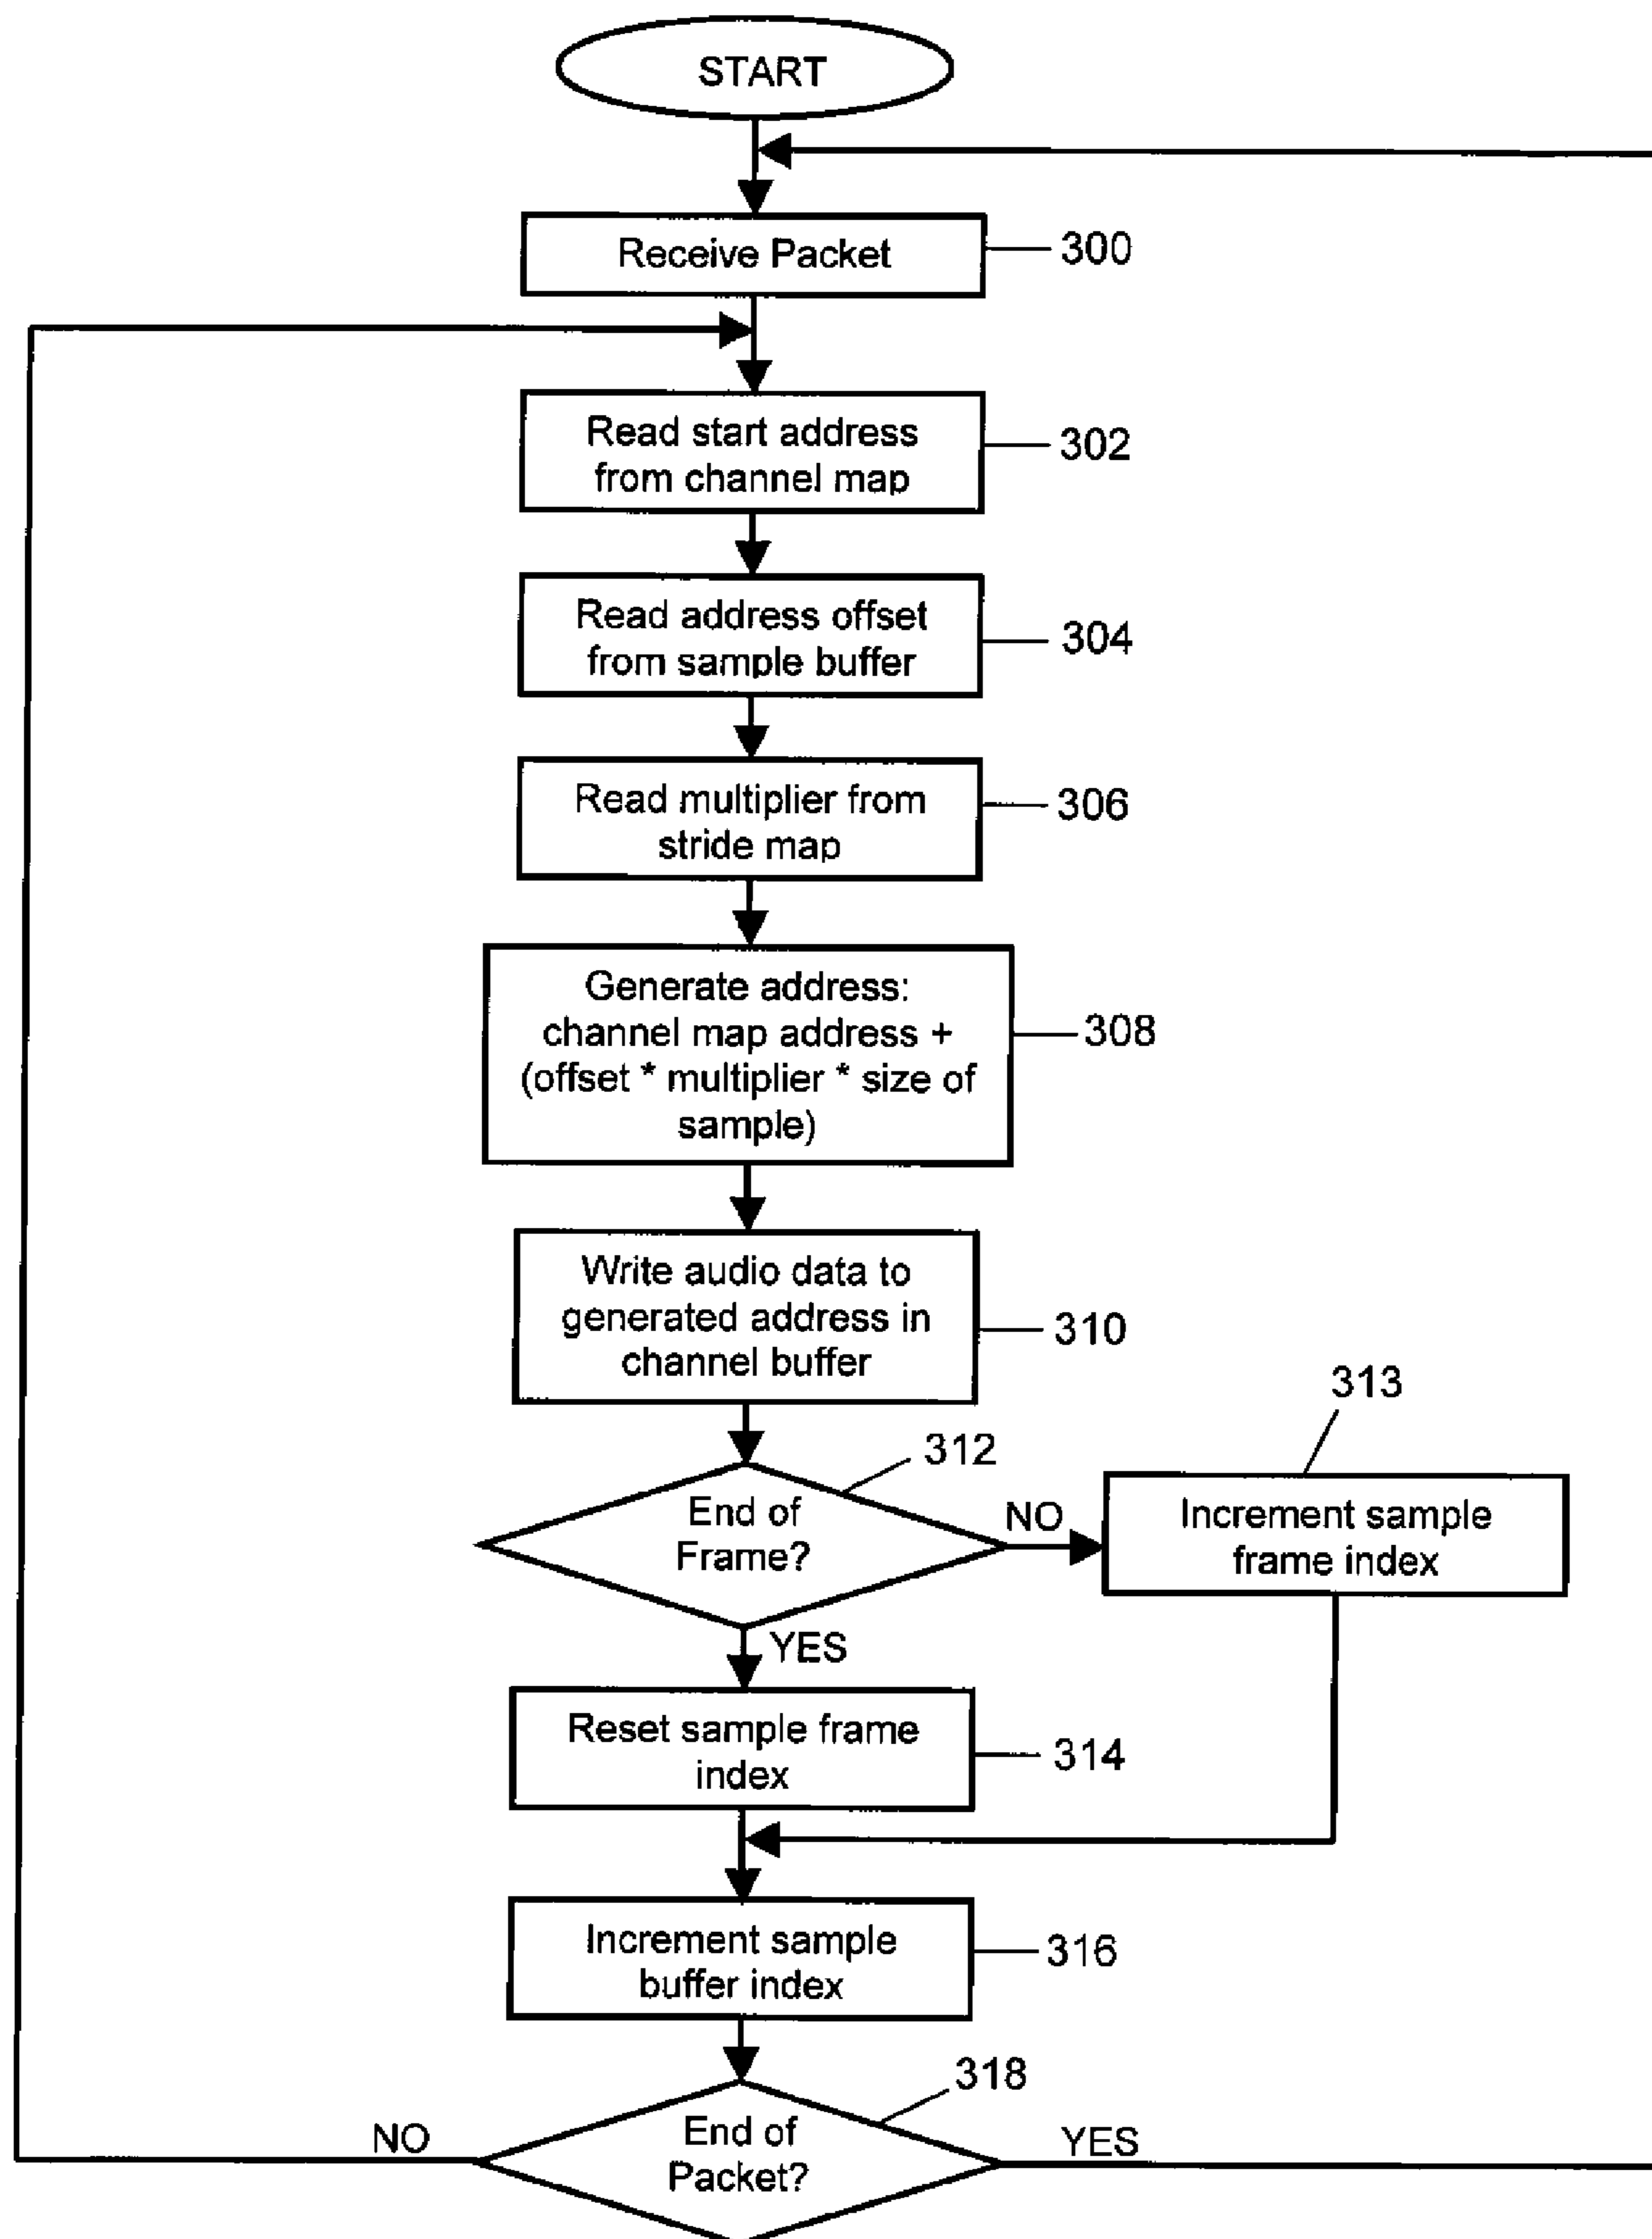 START
Receive Packet
300
Read start address
from channel map
302
Read address offset
from sample buffer
304
Read multiplier from
stride map
306
Generate address:
channel map address +
(offset * multiplier * size of
sample)
308
Write audio data to
generated address in
channel buffer
310
End of
Frame?
312
NO
Increment sample
frame index
313
YES
Reset sample frame
index
314
Increment sample
buffer index
316
End of
Packet?
318
NO
YES